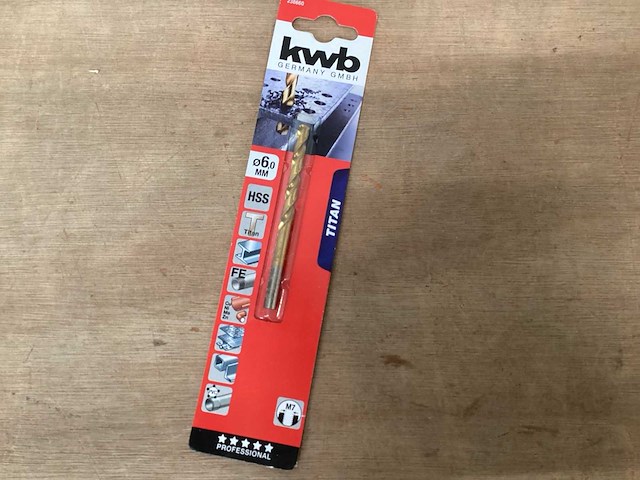 kwb
GERMANY GMBH
Ø6,0
MM
HSS
Titan
TITAN
FE
M7
PROFESSIONAL